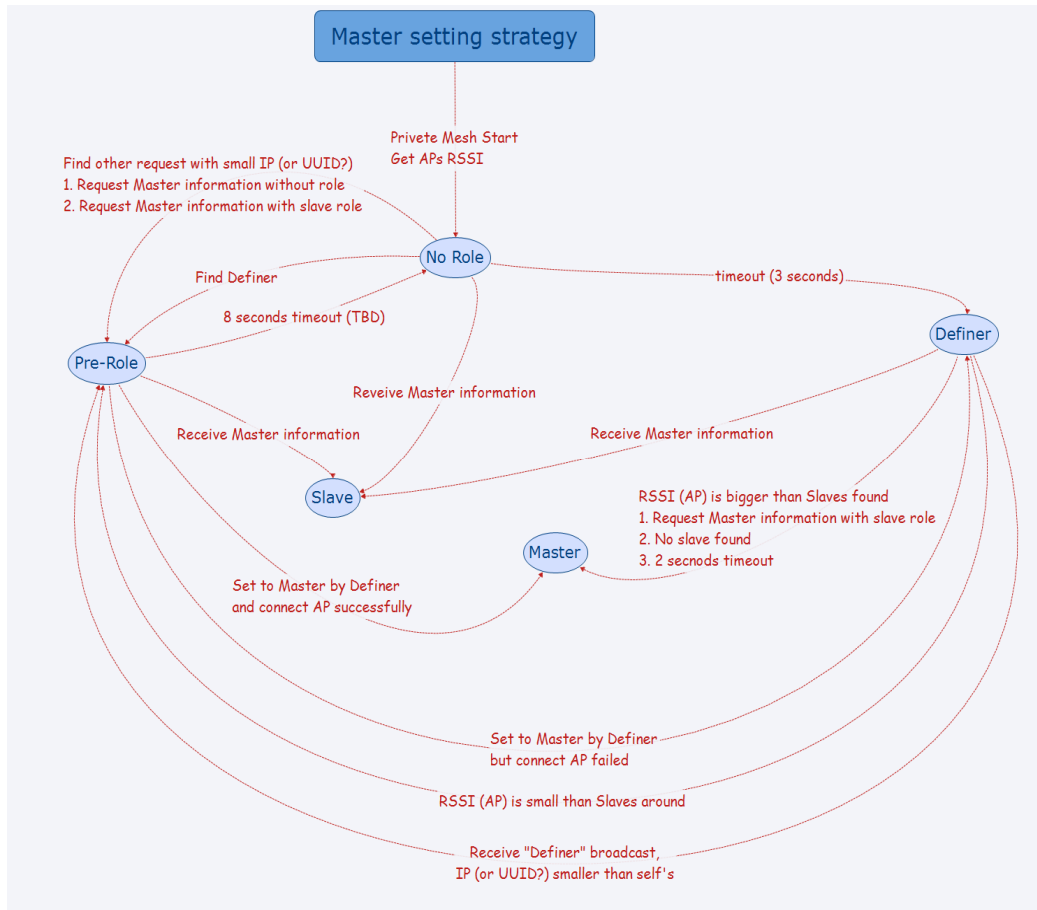 Master setting strategy
Privete Mesh Start
Get APs RSSI
Find other request with small IP (or UUID?)
1. Request Master information without role
2. Request Master information with slave role
No Role
Find Definer
timeout (3 seconds)
8 seconds timeout (TBD)
Definer
Pre-Role
Reveive Master information
Receive Master information
Receive Master information
Slave
RSSI (AP) is bigger than Slaves found
1. Request Master information with slave role
2. No slave found
3. 2 secnods timeout
Master
Set to Master by Definer
and connect AP successfully
Set to Master by Definer
but connect AP failed
RSSI (AP) is small than Slaves around
Receive "Definer" broadcast,
IP (or UUID?) smaller than self's